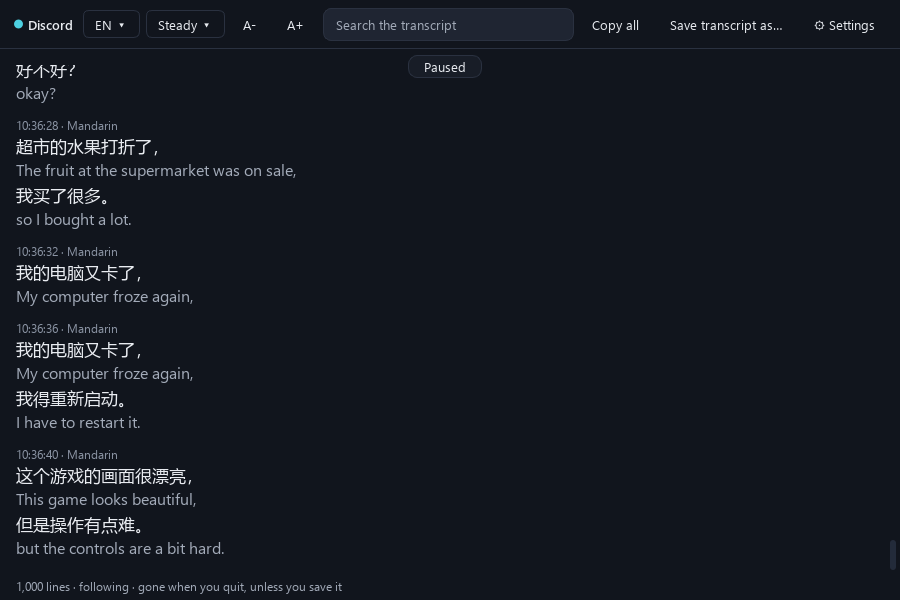 Discord
EN ▾
Steady ▾
A-
A+
Search the transcript
Copy all
Save transcript as...
⚙ Settings
Paused
好不好?
okay?
10:36:28 · Mandarin
超市的水果打折了,
The fruit at the supermarket was on sale,
我买了很多。
so I bought a lot.
10:36:32 · Mandarin
我的电脑又卡了,
My computer froze again,
10:36:36 · Mandarin
我的电脑又卡了,
My computer froze again,
我得重新启动。
I have to restart it.
10:36:40 · Mandarin
这个游戏的画面很漂亮,
This game looks beautiful,
但是操作有点难。
but the controls are a bit hard.
1,000 lines · following · gone when you quit, unless you save it